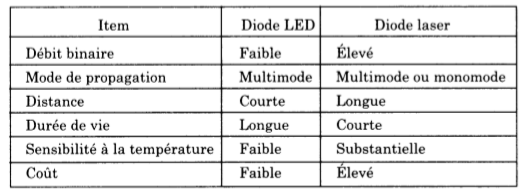 Item Diode LED Diode laser
Débit binaire Faible Élevé
Mode de propagation Multimode Multimode ou monomode
Distance Courte Longue
Durée de vie Longue Courte
Sensibilité à la température Faible Substantielle
Coût Faible Élevé